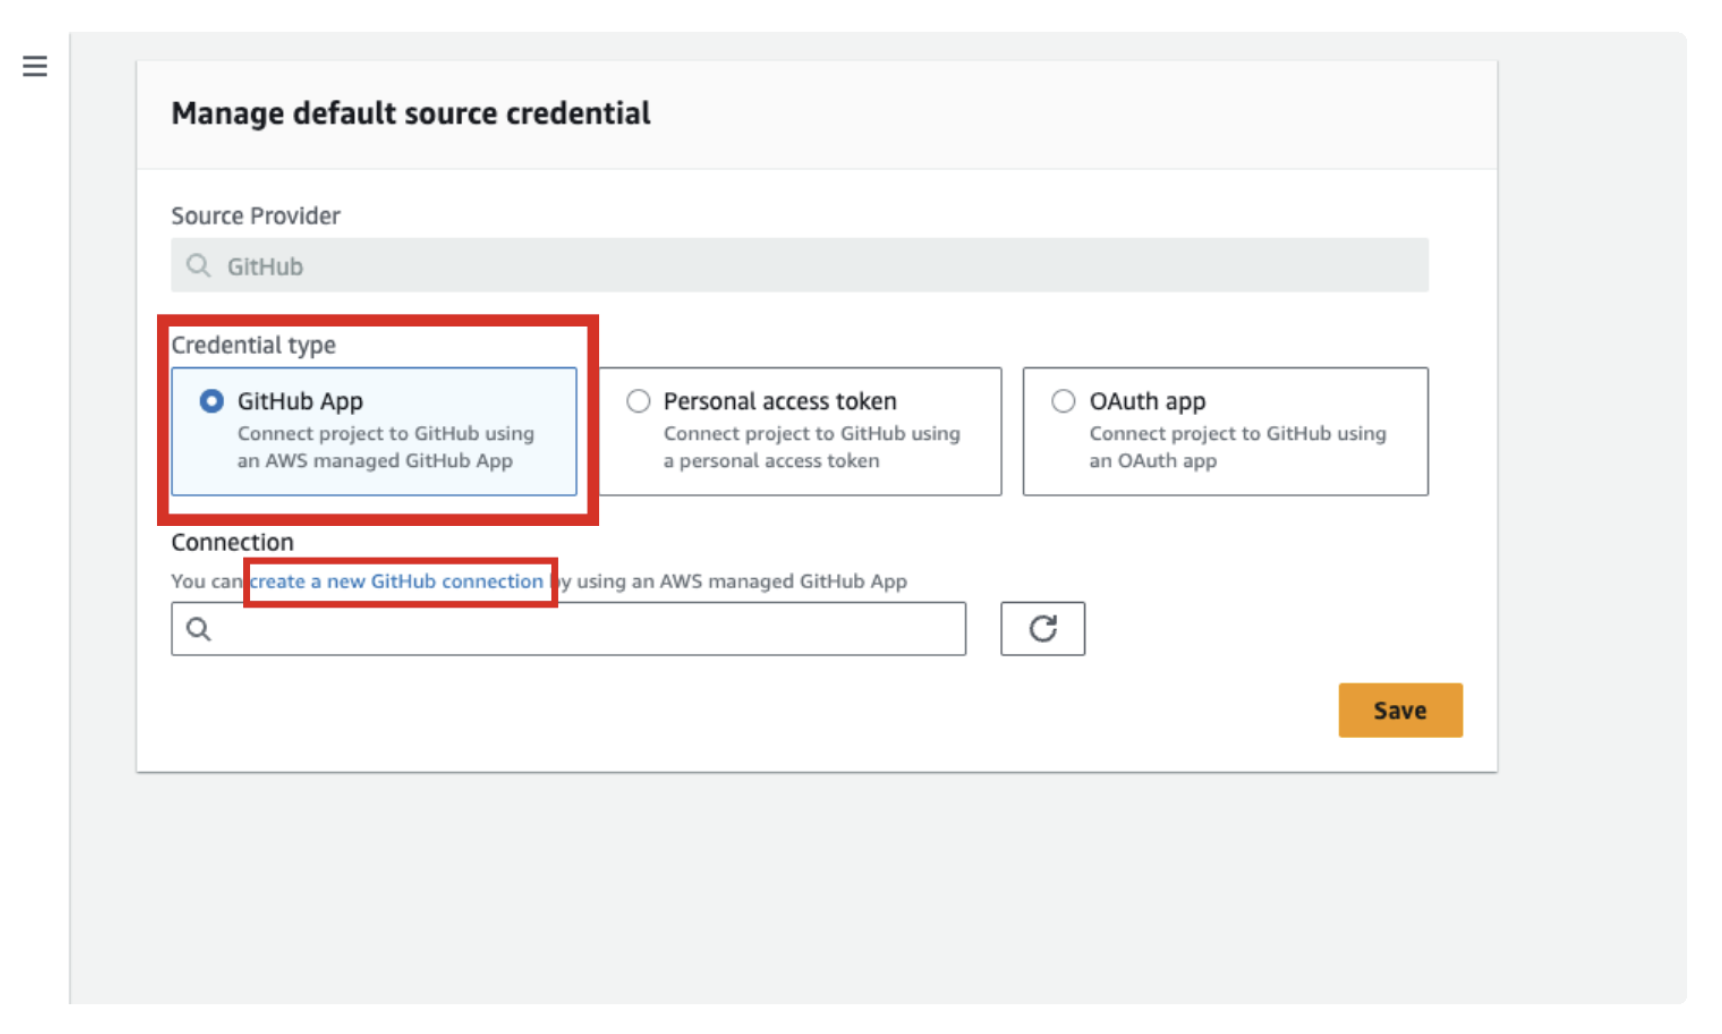 Manage default source credential
Source Provider
GitHub
Credential type
GitHub App
Connect project to GitHub using
an AWS managed GitHub App
Personal access token
Connect project to GitHub using
a personal access token
OAuth app
Connect project to GitHub using
an OAuth app
Connection
You can create a new GitHub connection by using an AWS managed GitHub App
Save